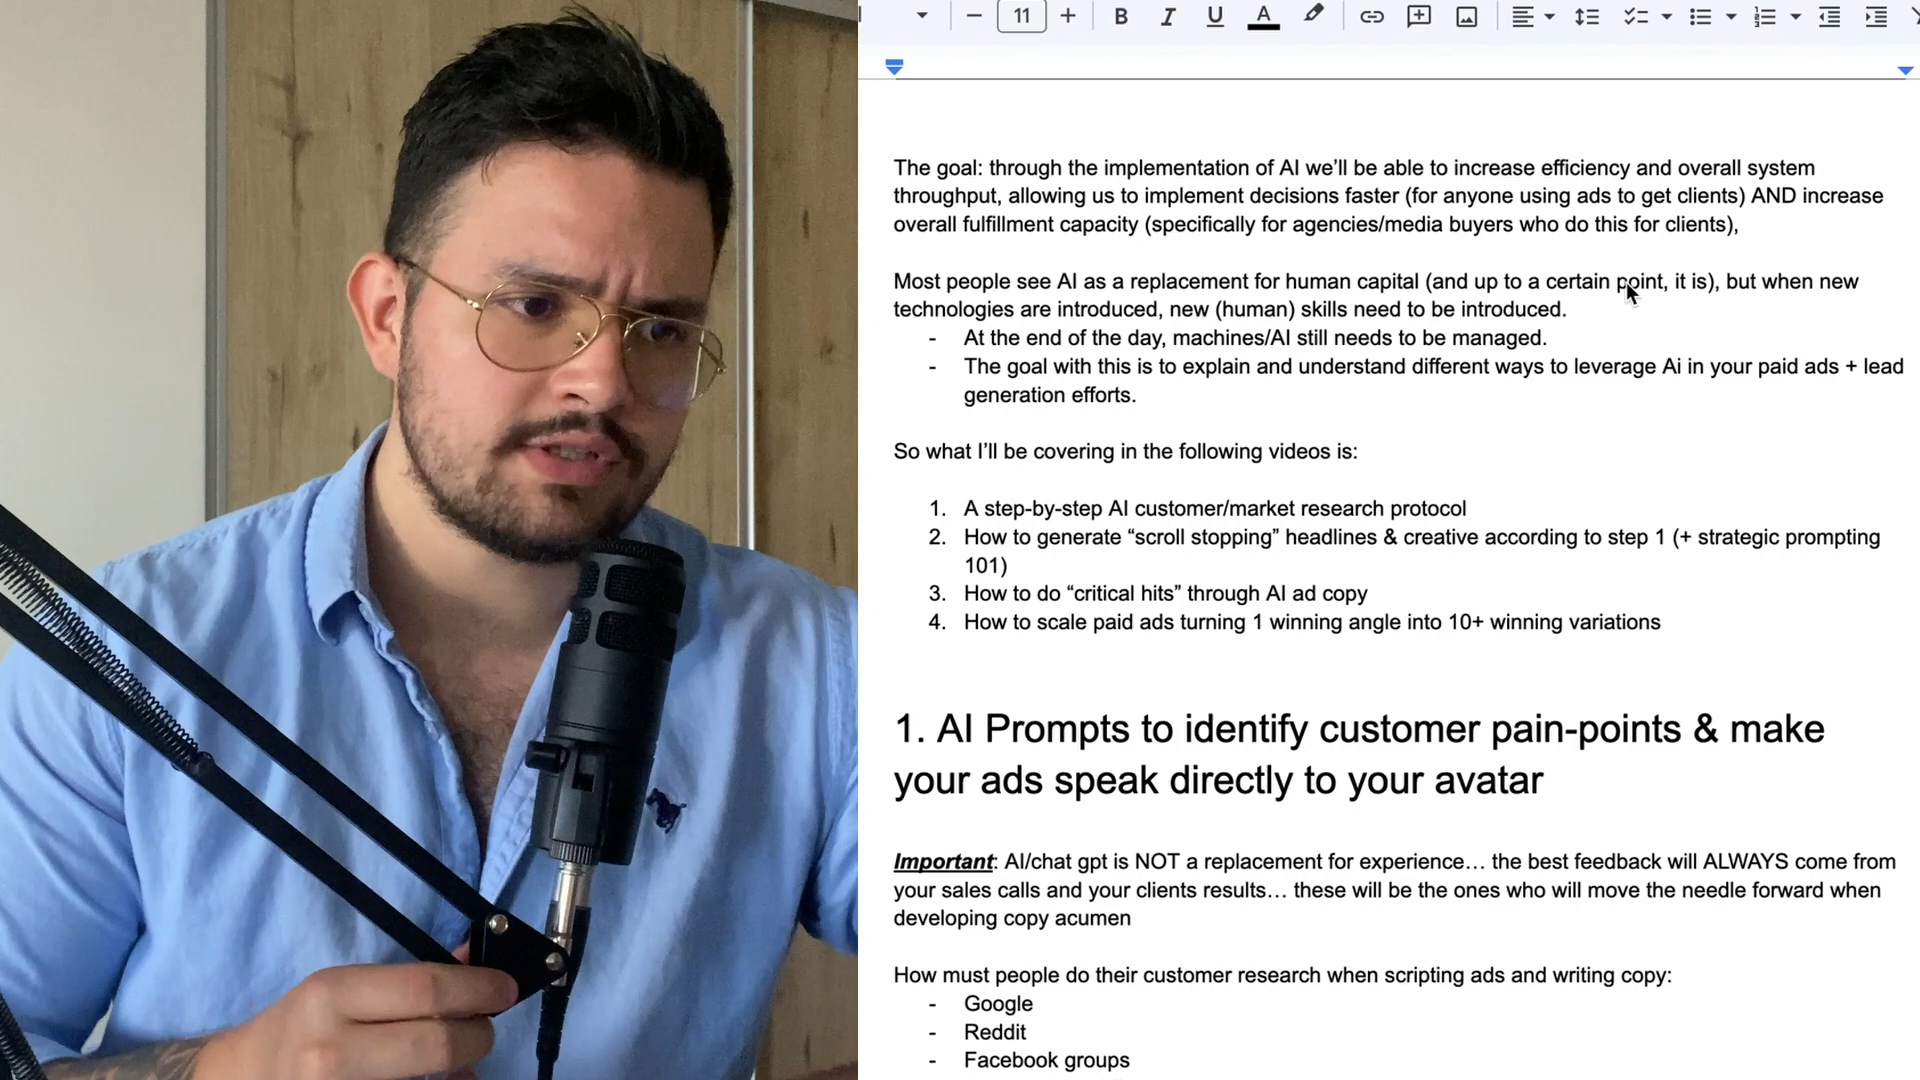 11
B I U A
The goal: through the implementation of AI we’ll be able to increase efficiency and overall system
throughput, allowing us to implement decisions faster (for anyone using ads to get clients) AND increase
overall fulfillment capacity (specifically for agencies/media buyers who do this for clients),
Most people see AI as a replacement for human capital (and up to a certain point, it is), but when new
technologies are introduced, new (human) skills need to be introduced.
- At the end of the day, machines/AI still needs to be managed.
- The goal with this is to explain and understand different ways to leverage Ai in your paid ads + lead
generation efforts.
So what I’ll be covering in the following videos is:
1. A step-by-step AI customer/market research protocol
2. How to generate “scroll stopping” headlines & creative according to step 1 (+ strategic prompting
101)
3. How to do “critical hits” through AI ad copy
4. How to scale paid ads turning 1 winning angle into 10+ winning variations
1. AI Prompts to identify customer pain-points & make
your ads speak directly to your avatar
Important: AI/chat gpt is NOT a replacement for experience… the best feedback will ALWAYS come from
your sales calls and your clients results… these will be the ones who will move the needle forward when
developing copy acumen
How must people do their customer research when scripting ads and writing copy:
- Google
- Reddit
- Facebook groups